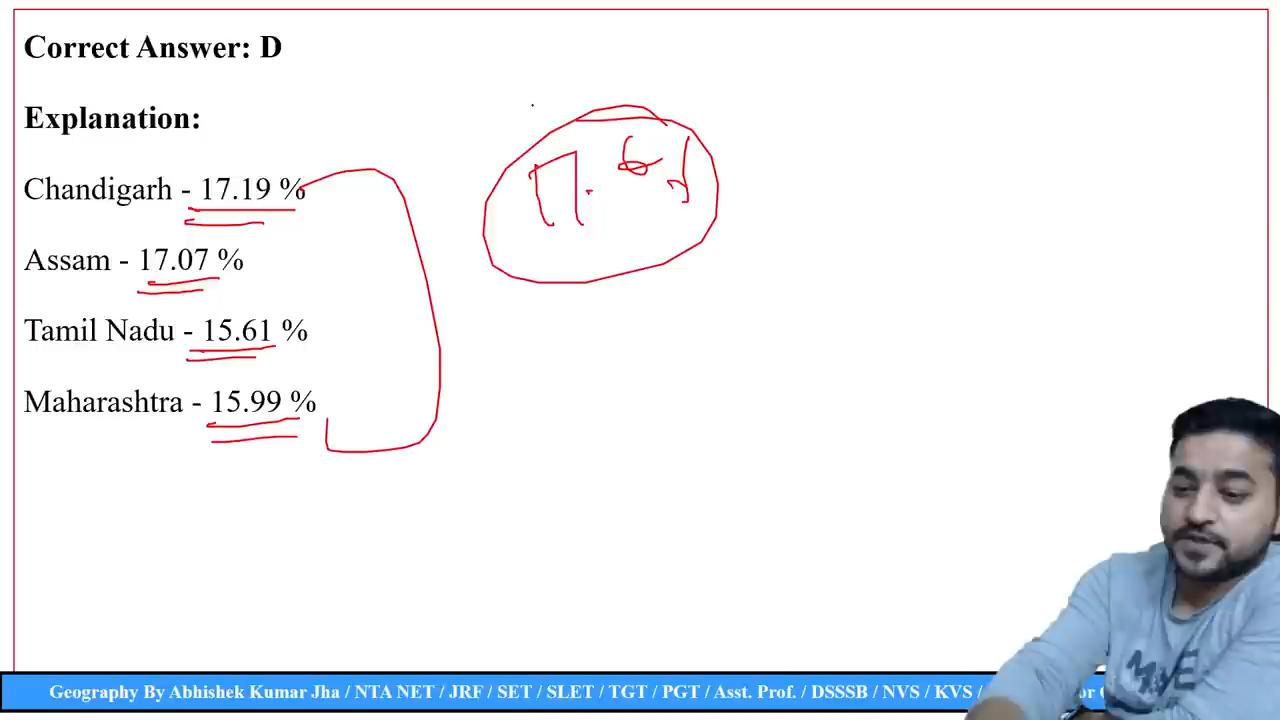 Correct Answer: D
Explanation:
Chandigarh - 17.19 %
Assam - 17.07 %
Tamil Nadu - 15.61 %
Maharashtra - 15.99 %
Geography By Abhishek Kumar Jha / NTA NET / JRF / SET / SLET / TGT / PGT / Asst. Prof. / DSSSB / NVS / KVS /